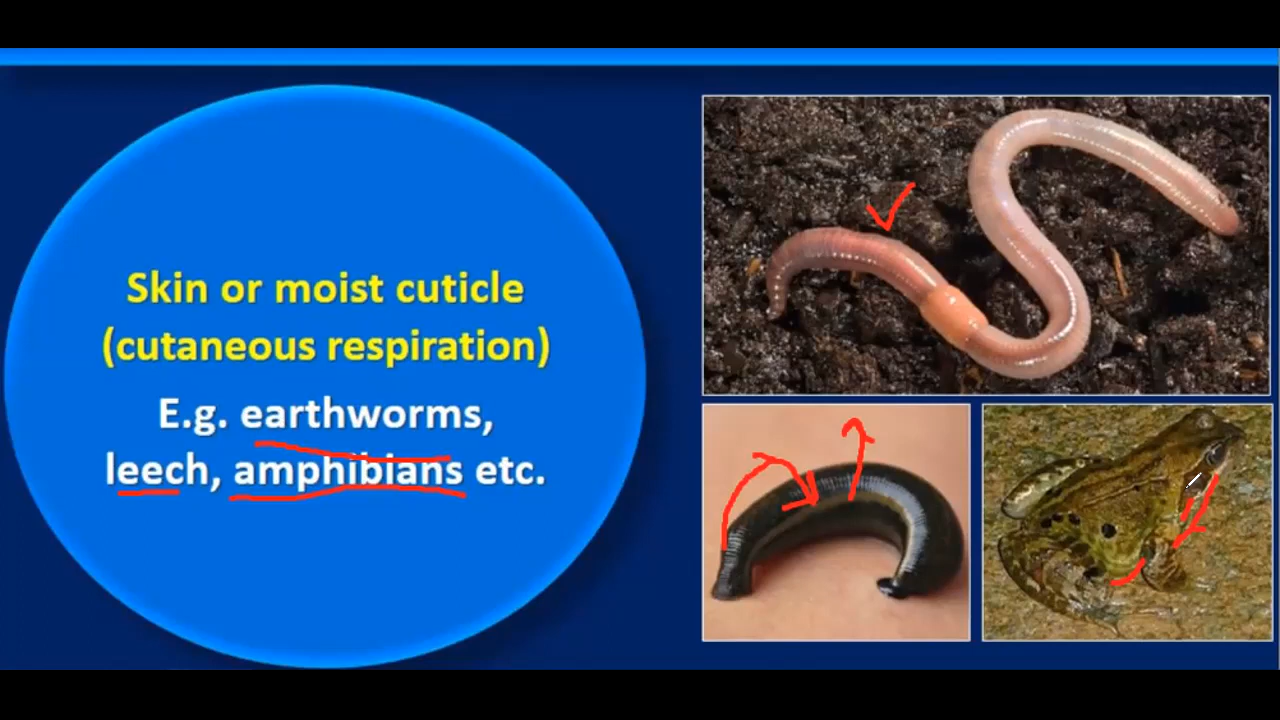 Skin or moist cuticle
(cutaneous respiration)
E.g. earthworms,
leech, amphibians etc.